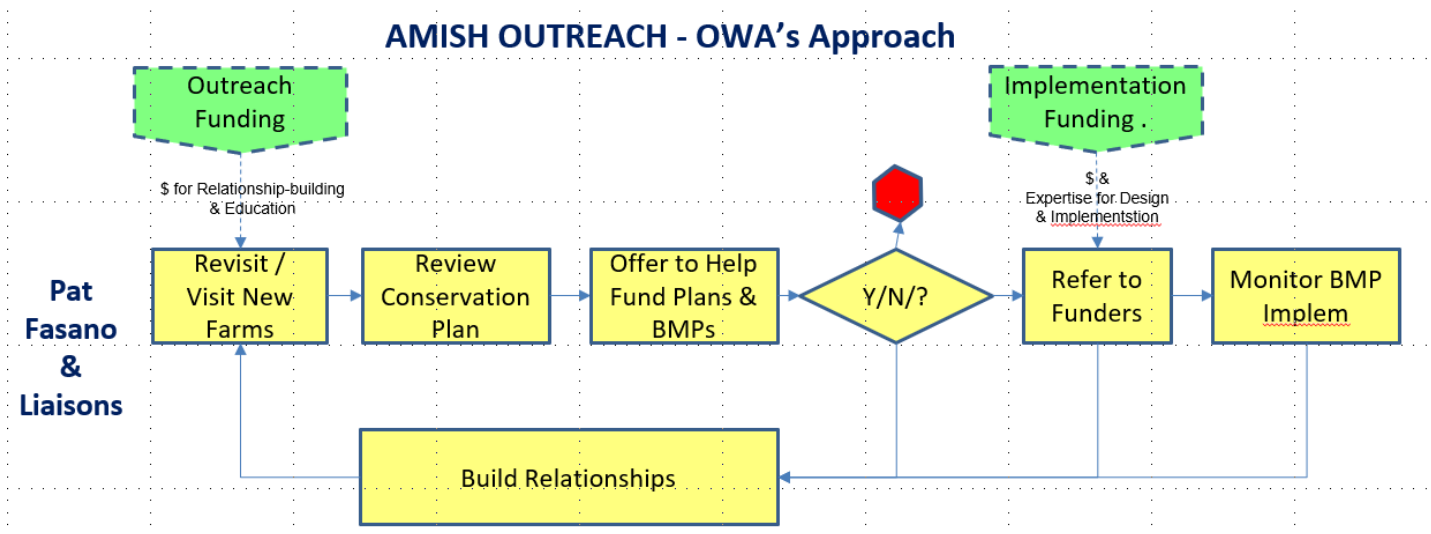 AMISH OUTREACH - OWA's Approach
Outreach
Funding
Implementation
Funding .
$ for Relationship-building
& Education
$ &
Expertise for Design
& Implementstion
Pat
Fasano
&
Liaisons
Revisit /
Visit New
Farms
Review
Conservation
Plan
Offer to Help
Fund Plans &
BMPs
Y/N/?
Refer to
Funders
Monitor BMP
Implem
Build Relationships